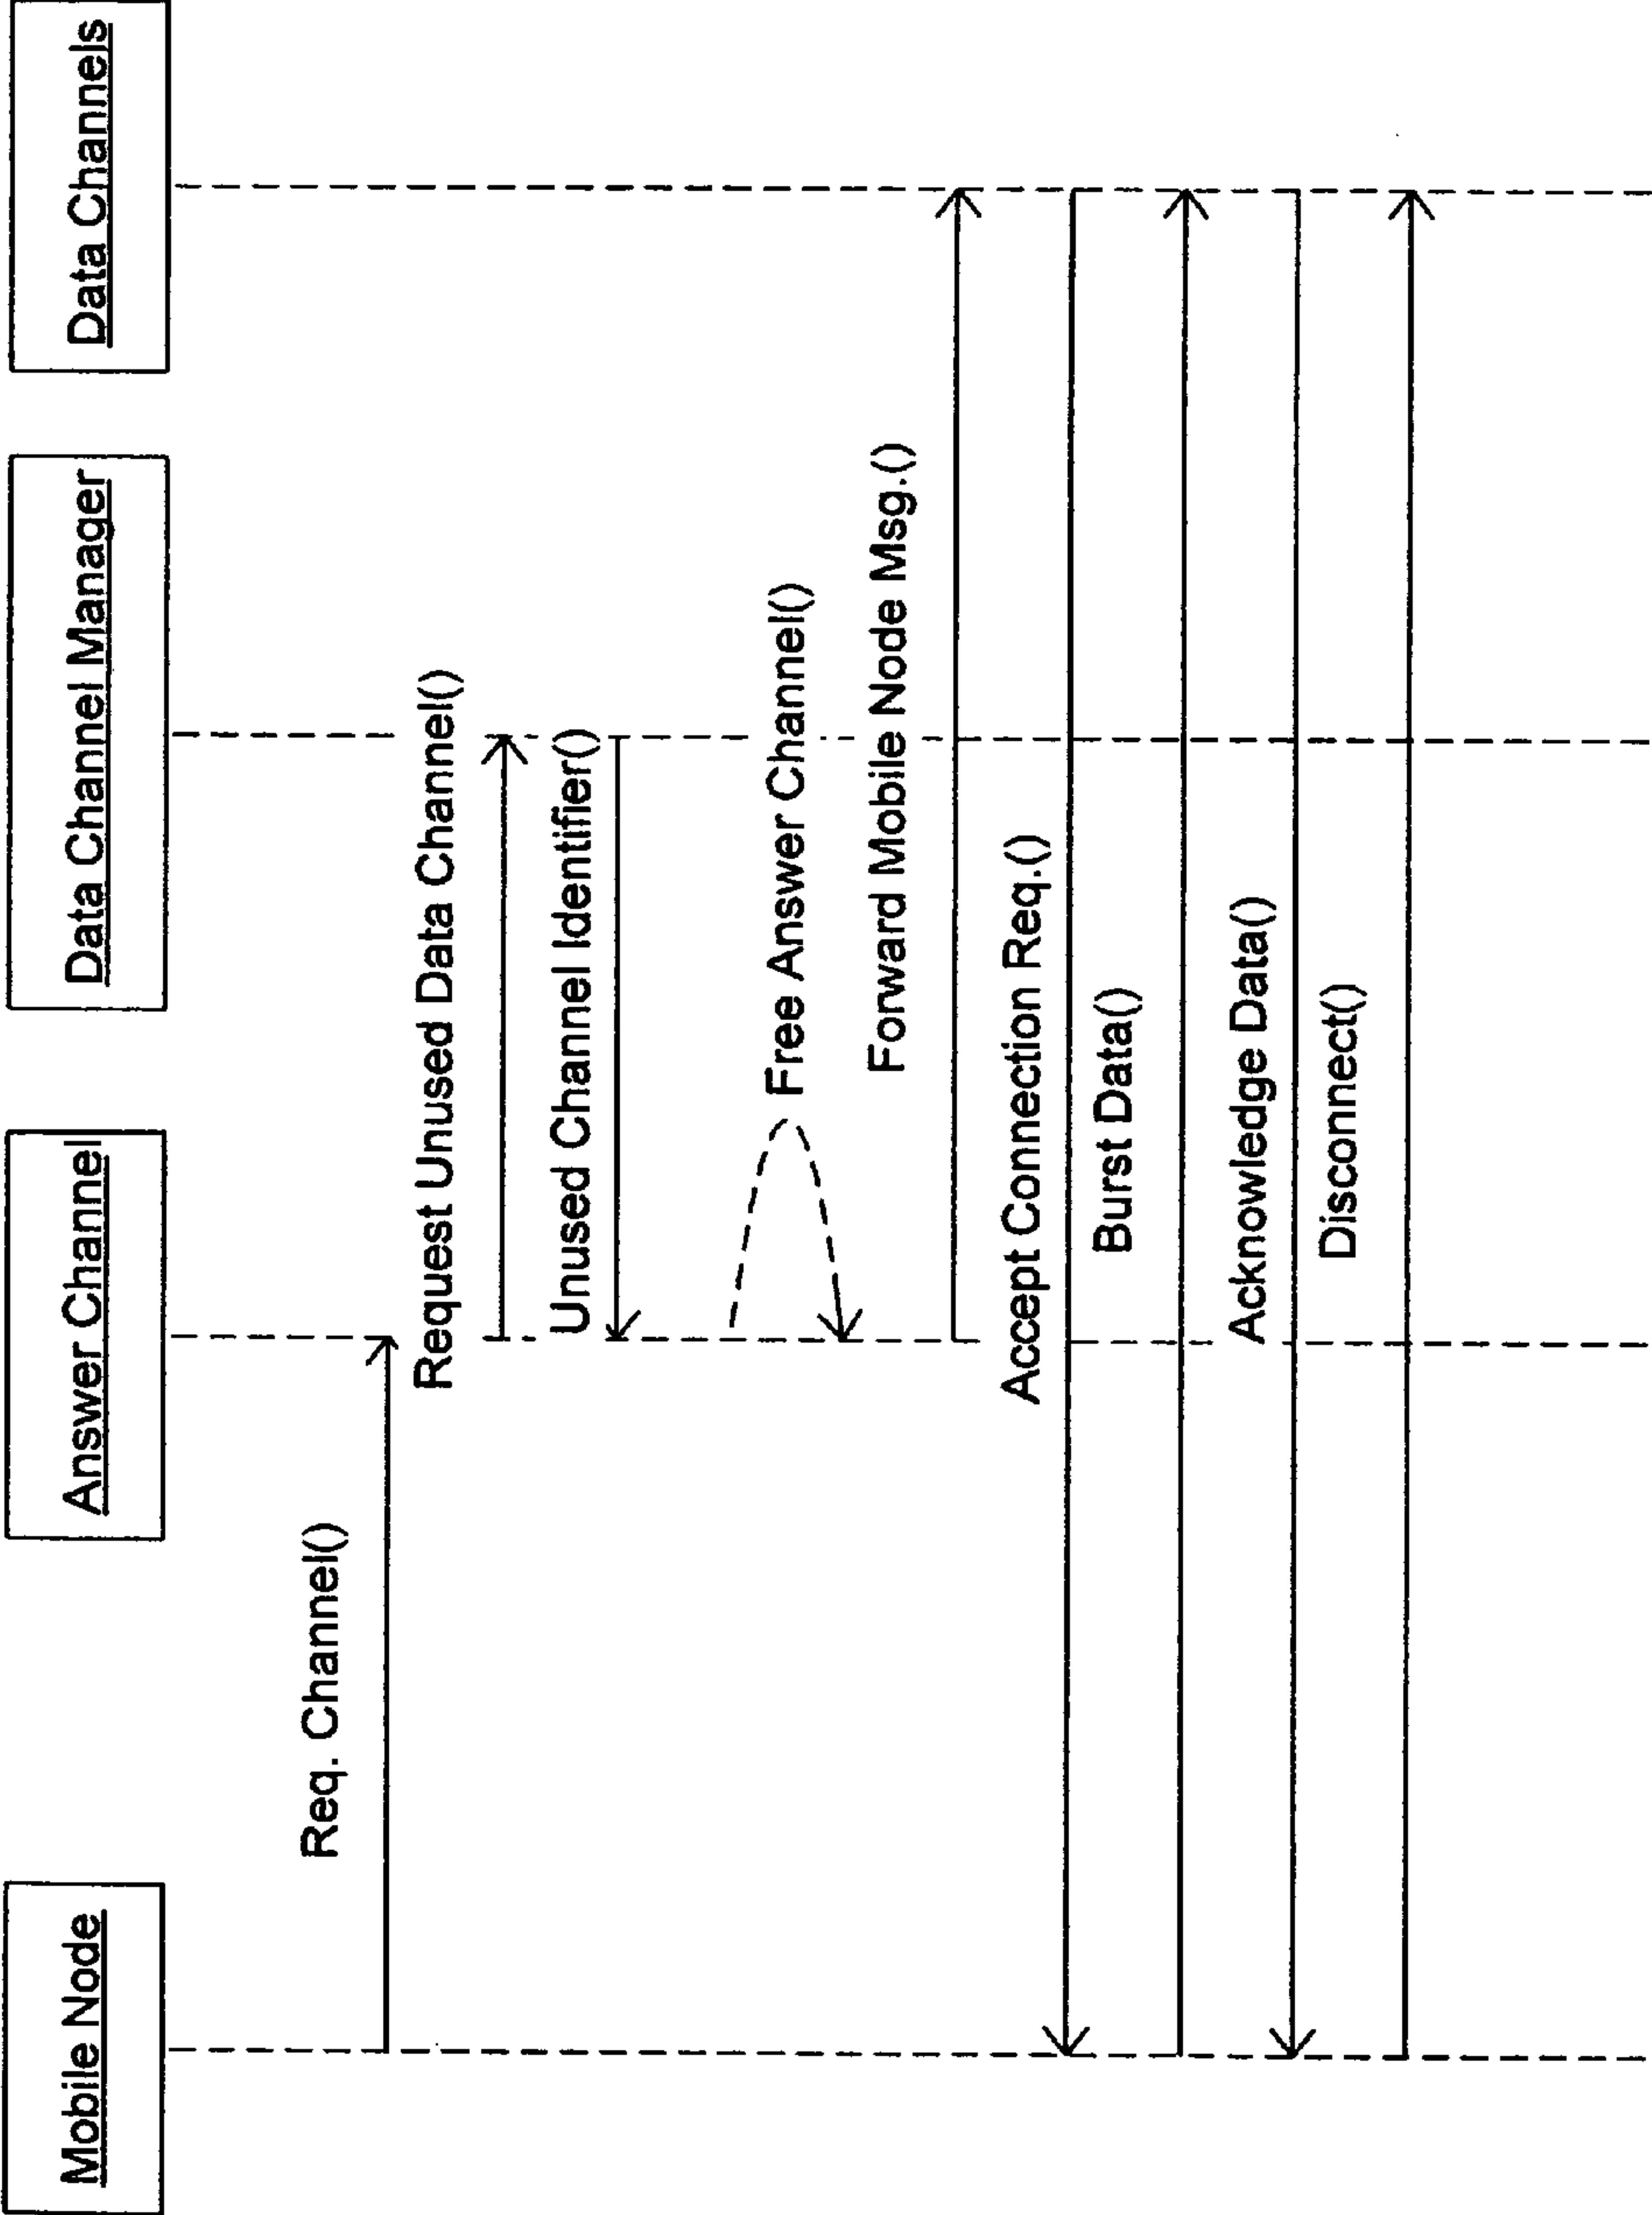 Mobile Node
Answer Channel
Data Channel Manager
Data Channels
Req. Channel()
Request Unused Data Channel()
Unused Channel Identifier()
Free Answer Channel()
Forward Mobile Node Msg.()
Accept Connection Req.()
Burst Data()
Acknowledge Data()
Disconnect()